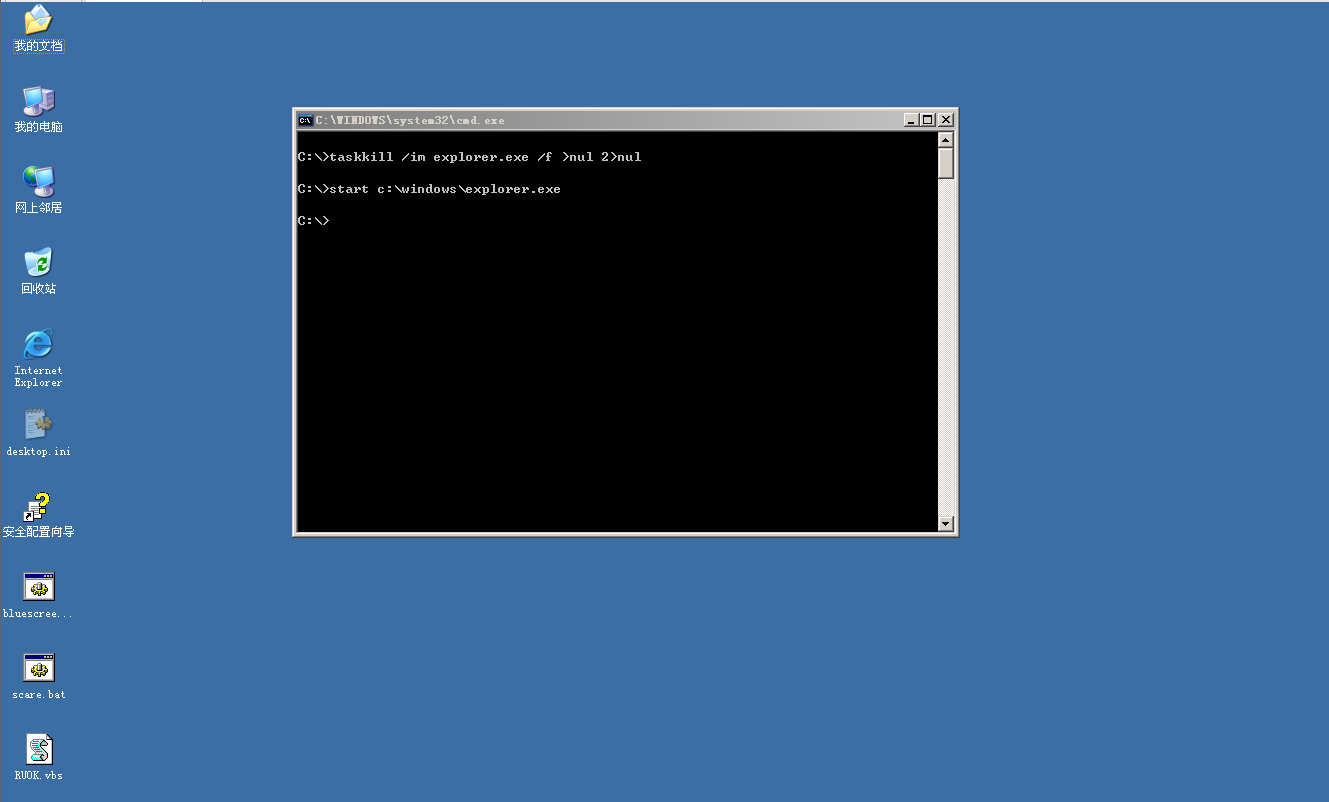 我的文档
我的电脑
网上邻居
回收站
Internet
Explorer
desktop.ini
安全配置向导
bluescree...
scare.bat
RUOK.vbs
C:\WINDOWS\system32\cmd.exe
C:\>taskkill /im explorer.exe /f >nul 2>nul
C:\>start c:\windows\explorer.exe
C:\>